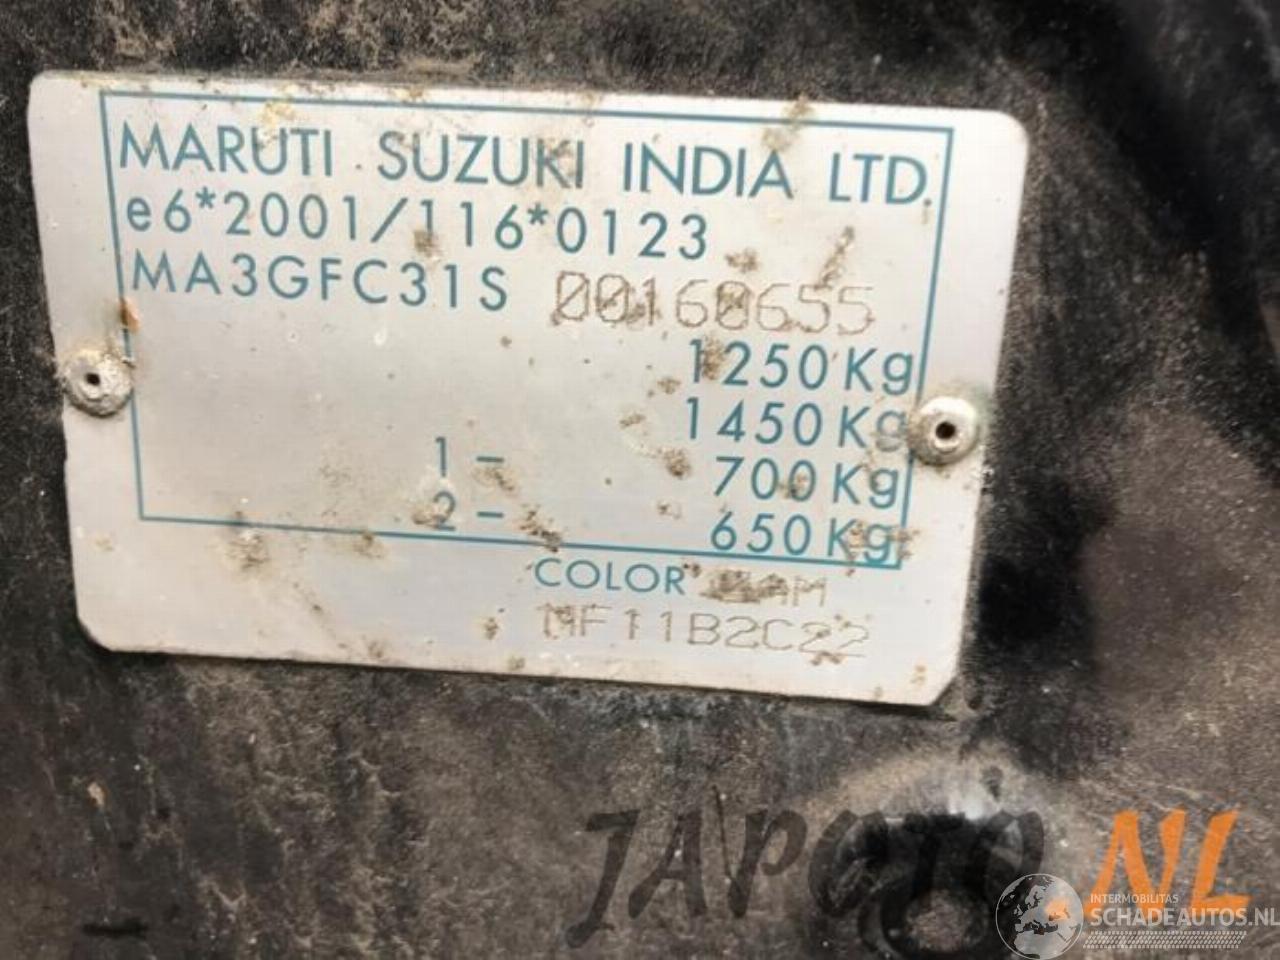 MARUTI SUZUKI INDIA LTD.
e6*2001/116*0123
MA3GFC31S 00160655
1250Kg
1450Kg
1- 700Kg
2- 650Kg
COLOR
MF11B2C22
JAPOTO.NL
INTERMOBILITAS
SCHADEAUTOS.NL